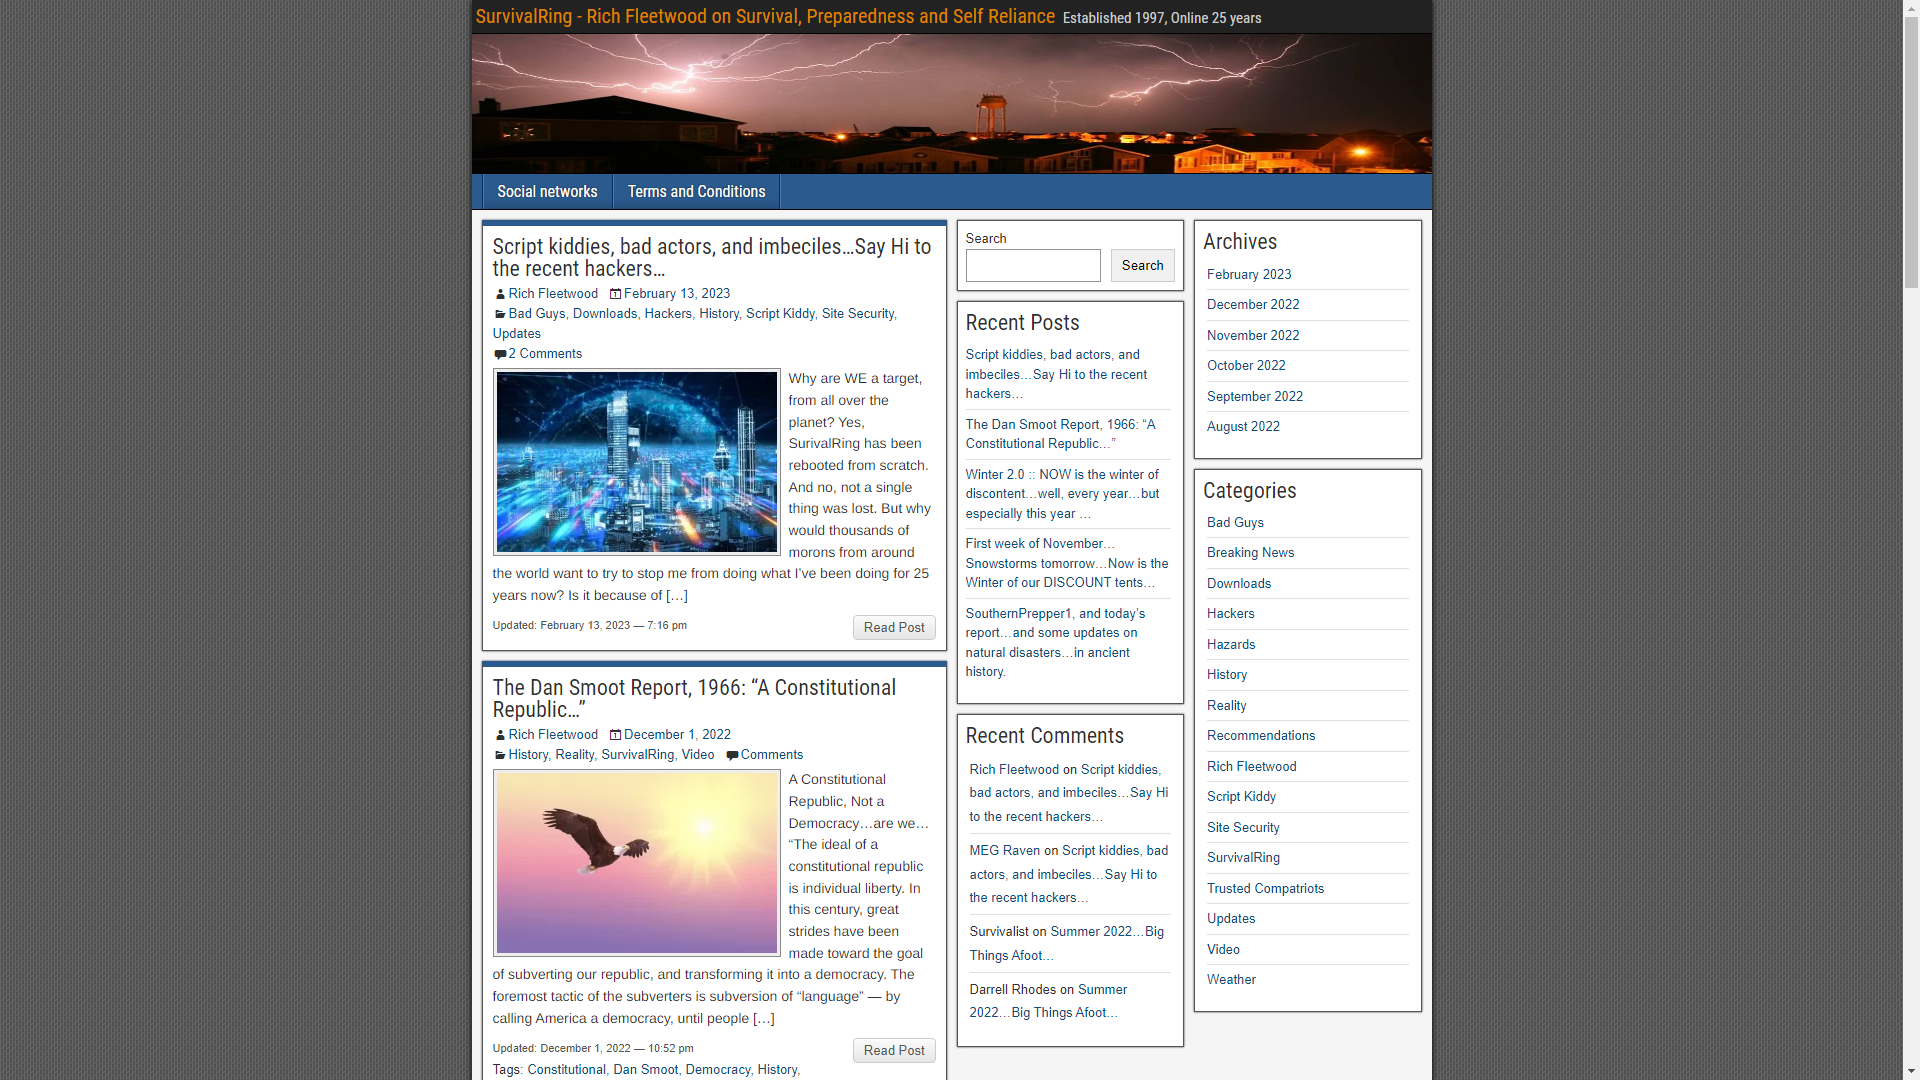 SurvivalRing - Rich Fleetwood on Survival, Preparedness and Self Reliance Established 1997, Online 25 years
Social networks
Terms and Conditions
Script kiddies, bad actors, and imbeciles…Say Hi to
the recent hackers…
Rich Fleetwood February 13, 2023
Bad Guys, Downloads, Hackers, History, Script Kiddy, Site Security,
Updates
2 Comments
Why are WE a target,
from all over the
planet? Yes,
SurivalRing has been
rebooted from scratch.
And no, not a single
thing was lost. But why
would thousands of
morons from around
the world want to try to stop me from doing what I’ve been doing for 25
years now? Is it because of […]
Updated: February 13, 2023 — 7:16 pm
Read Post
The Dan Smoot Report, 1966: “A Constitutional
Republic…”
Rich Fleetwood December 1, 2022
History, Reality, SurvivalRing, Video Comments
A Constitutional
Republic, Not a
Democracy…are we…
“The ideal of a
constitutional republic
is individual liberty. In
this century, great
strides have been
made toward the goal
of subverting our republic, and transforming it into a democracy. The
foremost tactic of the subverters is subversion of “language” — by
calling America a democracy, until people […]
Updated: December 1, 2022 — 10:52 pm
Read Post
Tags: Constitutional, Dan Smoot, Democracy, History,
Search
Search
Recent Posts
Script kiddies, bad actors, and
imbeciles…Say Hi to the recent
hackers…
The Dan Smoot Report, 1966: “A
Constitutional Republic…”
Winter 2.0 :: NOW is the winter of
discontent…well, every year…but
especially this year …
First week of November…
Snowstorms tomorrow…Now is the
Winter of our DISCOUNT tents…
SouthernPrepper1, and today’s
report…and some updates on
natural disasters…in ancient
history.
Recent Comments
Rich Fleetwood on Script kiddies,
bad actors, and imbeciles…Say Hi
to the recent hackers…
MEG Raven on Script kiddies, bad
actors, and imbeciles…Say Hi to
the recent hackers…
Survivalist on Summer 2022…Big
Things Afoot…
Darrell Rhodes on Summer
2022…Big Things Afoot…
Archives
February 2023
December 2022
November 2022
October 2022
September 2022
August 2022
Categories
Bad Guys
Breaking News
Downloads
Hackers
Hazards
History
Reality
Recommendations
Rich Fleetwood
Script Kiddy
Site Security
SurvivalRing
Trusted Compatriots
Updates
Video
Weather